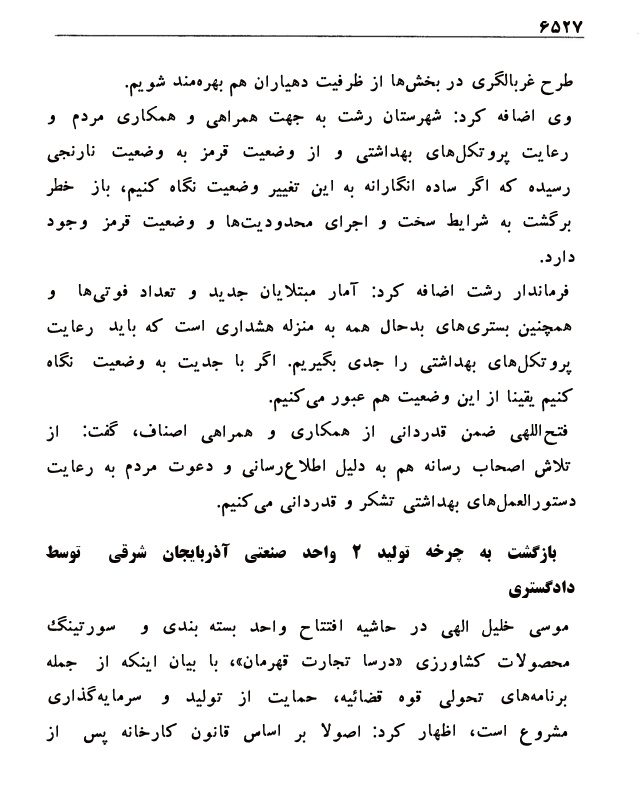 ۶۵۲۷
طرح غربالگری در بخش‌ها از ظرفیت دهیاران هم بهره‌مند شویم.
وی اضافه کرد: شهرستان رشت به جهت همراهی و همکاری مردم و
رعایت پروتکل‌های بهداشتی و از وضعیت قرمز به وضعیت نارنجی
رسیده که اگر ساده انگارانه به این تغییر وضعیت نگاه کنیم، باز خطر
برگشت به شرایط سخت و اجرای محدودیت‌ها و وضعیت قرمز وجود
دارد.
فرماندار رشت اضافه کرد: آمار مبتلایان جدید و تعداد فوتی‌ها و
همچنین بستری‌های بدحال همه به منزله هشداری است که باید رعایت
پروتکل‌های بهداشتی را جدی بگیریم. اگر با جدیت به وضعیت نگاه
کنیم یقینا از این وضعیت هم عبور می‌کنیم.
فتح‌اللهی ضمن قدردانی از همکاری و همراهی اصناف، گفت: از
تلاش اصحاب رسانه هم به دلیل اطلاع‌رسانی و دعوت مردم به رعایت
دستورالعمل‌های بهداشتی تشکر و قدردانی می‌کنیم.
بازگشت به چرخه تولید ۲ واحد صنعتی آذربایجان شرقی توسط
دادگستری
موسی خلیل الهی در حاشیه افتتاح واحد بسته بندی و سورتینگ
محصولات کشاورزی «درسا تجارت قهرمان»، با بیان اینکه از جمله
برنامه‌های تحولی قوه قضائیه، حمایت از تولید و سرمایه‌گذاری
مشروع است، اظهار کرد: اصولا بر اساس قانون کارخانه پس از